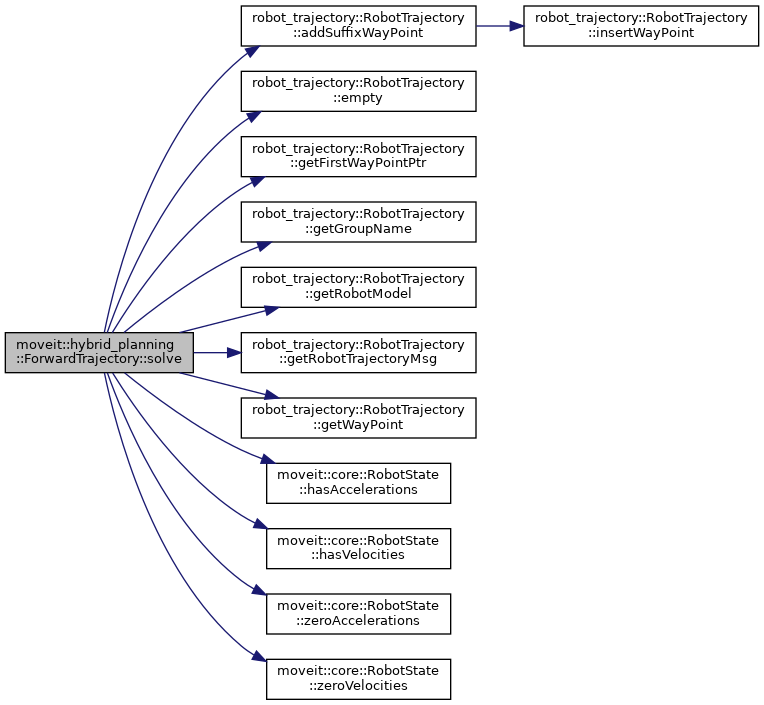 robot_trajectory::RobotTrajectory
::addSuffixWayPoint
robot_trajectory::RobotTrajectory
::insertWayPoint
robot_trajectory::RobotTrajectory
::empty
robot_trajectory::RobotTrajectory
::getFirstWayPointPtr
robot_trajectory::RobotTrajectory
::getGroupName
robot_trajectory::RobotTrajectory
::getRobotModel
moveit::hybrid_planning
::ForwardTrajectory::solve
robot_trajectory::RobotTrajectory
::getRobotTrajectoryMsg
robot_trajectory::RobotTrajectory
::getWayPoint
moveit::core::RobotState
::hasAccelerations
moveit::core::RobotState
::hasVelocities
moveit::core::RobotState
::zeroAccelerations
moveit::core::RobotState
::zeroVelocities